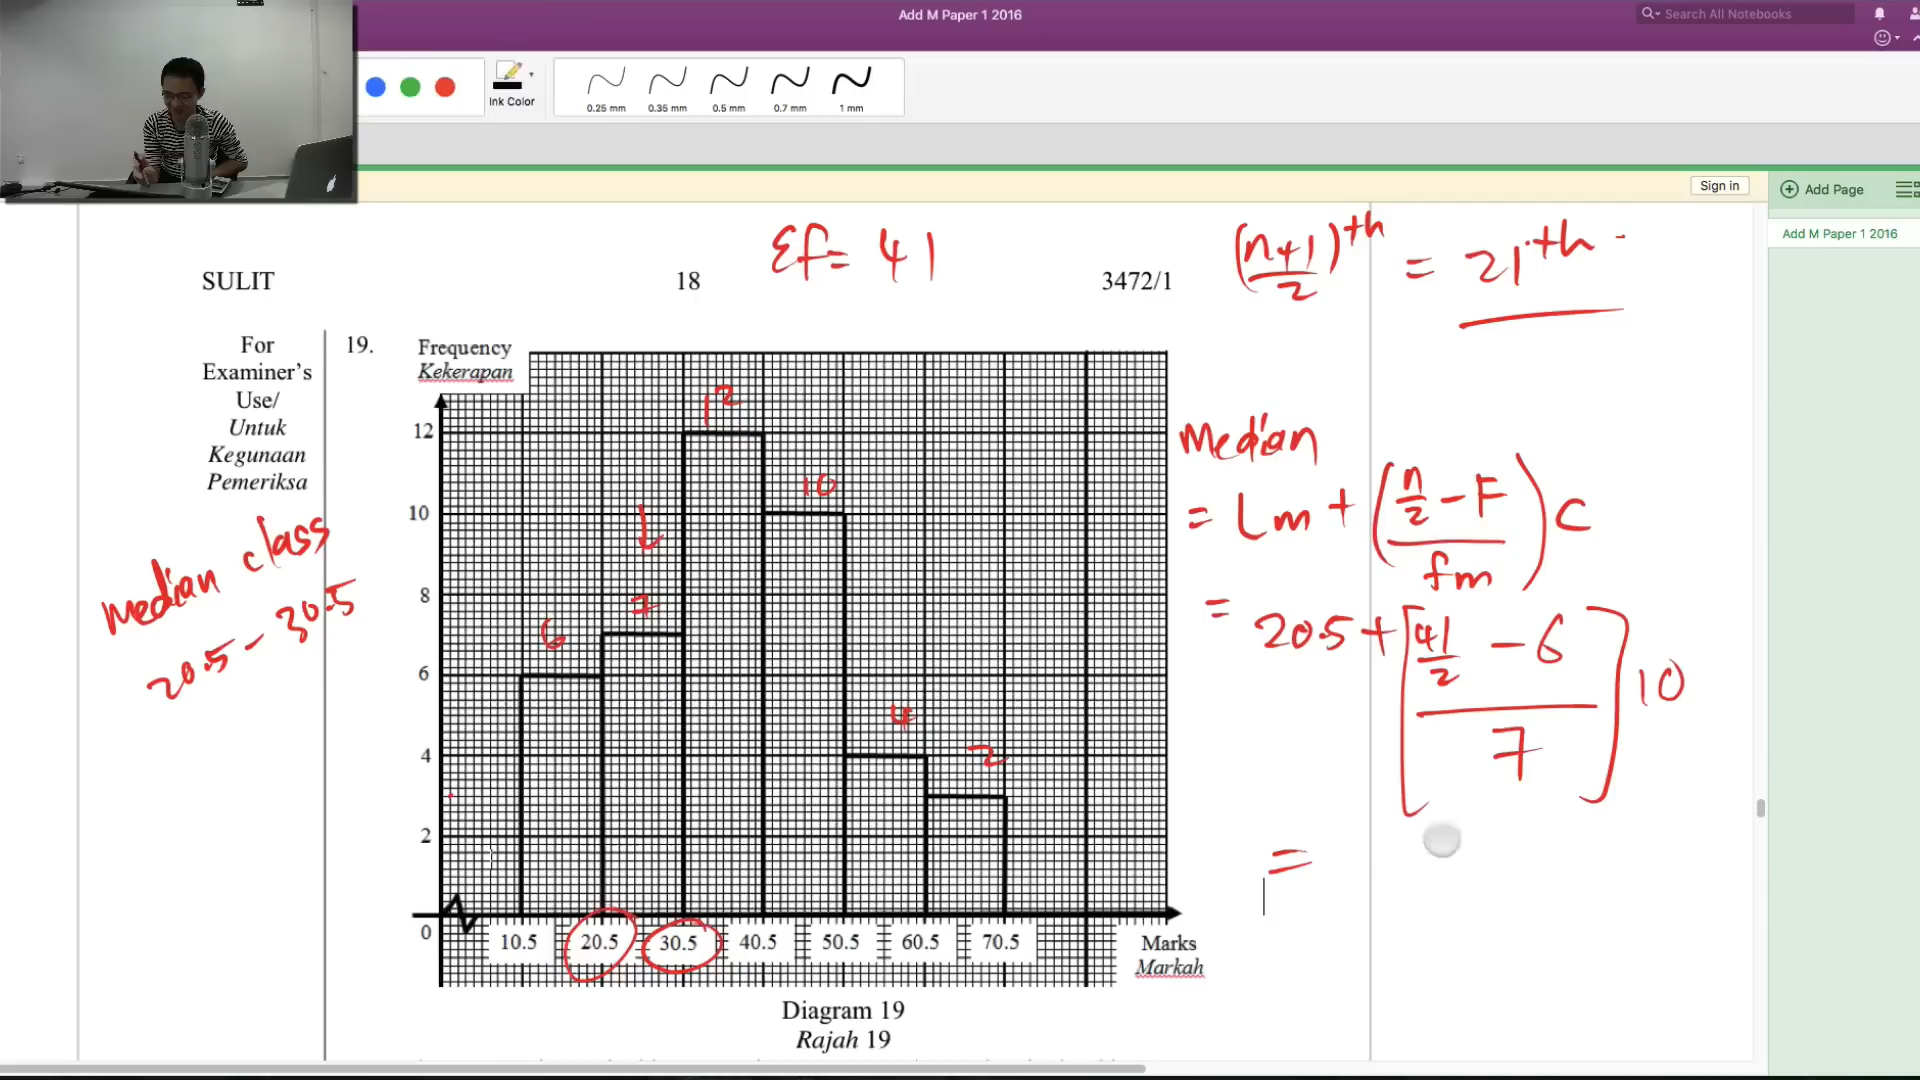 Add M Paper 1 2016
Search All Notebooks
Ink Color
0.25 mm
0.35 mm
0.5 mm
0.7 mm
1 mm
Sign in
Add Page
Add M Paper 1 2016
Σf = 41
(n+1/2)th = 21th
SULIT
18
3472/1
For
Examiner's
Use/
Untuk
Kegunaan
Pemeriksa
19.
Frequency
Kekerapan
12
10
8
6
4
2
0
6
7
12
10
4
2
10.5
20.5
30.5
40.5
50.5
60.5
70.5
Marks
Markah
Diagram 19
Rajah 19
Median class
20.5 - 30.5
Median
= Lm + (n/2 - F / fm) C
= 20.5 + [41/2 - 6 / 7] 10
=